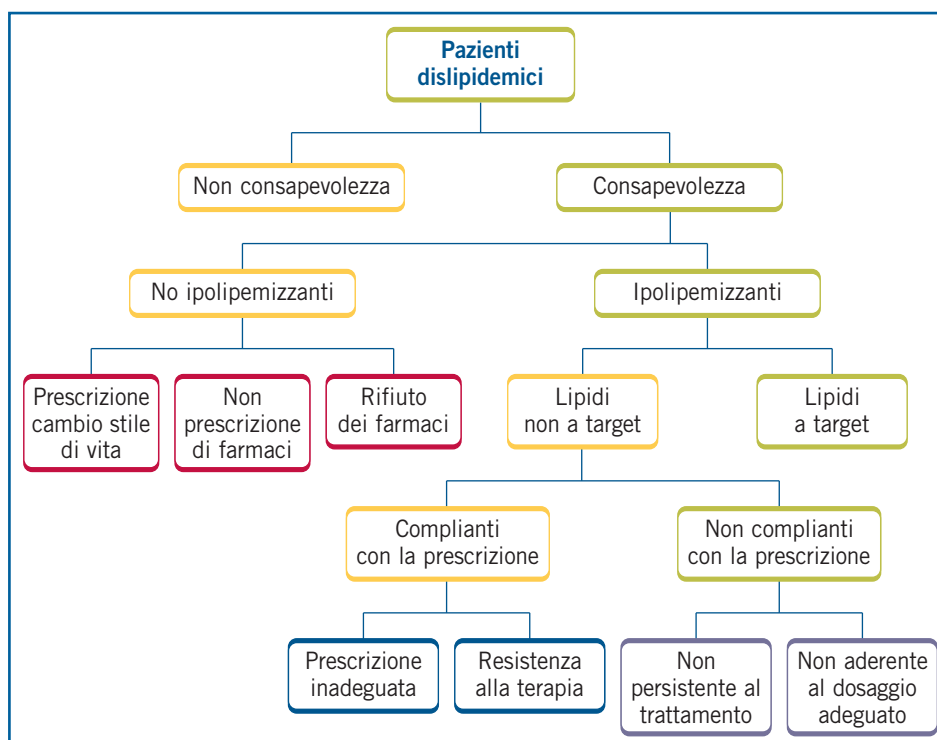 Pazienti
dislipidemici
Non consapevolezza
Consapevolezza
No ipolipemizzanti
Ipolipemizzanti
Prescrizione
cambio stile
di vita
Non
prescrizione
di farmaci
Rifiuto
dei farmaci
Lipidi
non a target
Lipidi
a target
Complianti
con la prescrizione
Non complianti
con la prescrizione
Prescrizione
inadeguata
Resistenza
alla terapia
Non
persistente al
trattamento
Non aderente
al dosaggio
adeguato